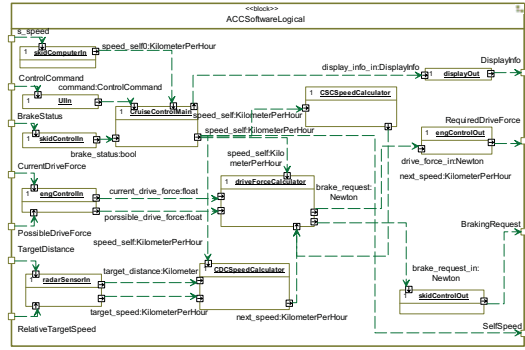 <<block>>
ACCSoftwareLogical
s_speed
1 skidComputerIn
speed_self0:KilometerPerHour
ControlCommand
1 UIIn
command:ControlCommand
BrakeStatus
1 skidControlIn
brake_status:bool
1 CruiseControlMain
display_info_in:DisplayInfo
1 displayOut
DisplayInfo
1 CSCSpeedCalculator
speed_self:KilometerPerHour
speed_self:KilometerPerHour
RequiredDriveForce
1 engControlOut
drive_force_in:Newton
next_speed:KilometerPerHour
speed_self:Kilo
meterPerHour
CurrentDriveForce
1 engControlIn
current_drive_force:float
porssible_drive_force:float
PossibleDriveForce
1 driveForceCalculator
brake_request:
Newton
BrakingRequest
speed_self:KilometerPerHour
TargetDistance
1 radarSensorIn
target_distance:Kilometer
target_speed:KilometerPerHour
RelativeTargetSpeed
1 CDCSpeedCalculator
next_speed:KilometerPerHour
brake_request_in:
Newton
1 skidControlOut
SelfSpeed